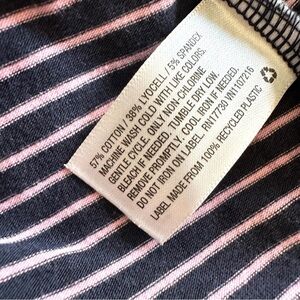 57% COTTON / 38% LYOCELL / 5% SPANDEX
MACHINE WASH COLD WITH LIKE COLORS.
GENTLE CYCLE. ONLY NON-CHLORINE
BLEACH IF NEEDED. TUMBLE DRY LOW.
REMOVE PROMPTLY. COOL IRON IF NEEDED.
DO NOT IRON ON LABEL. RN17730 VN1107216
LABEL MADE FROM 100% RECYCLED PLASTIC